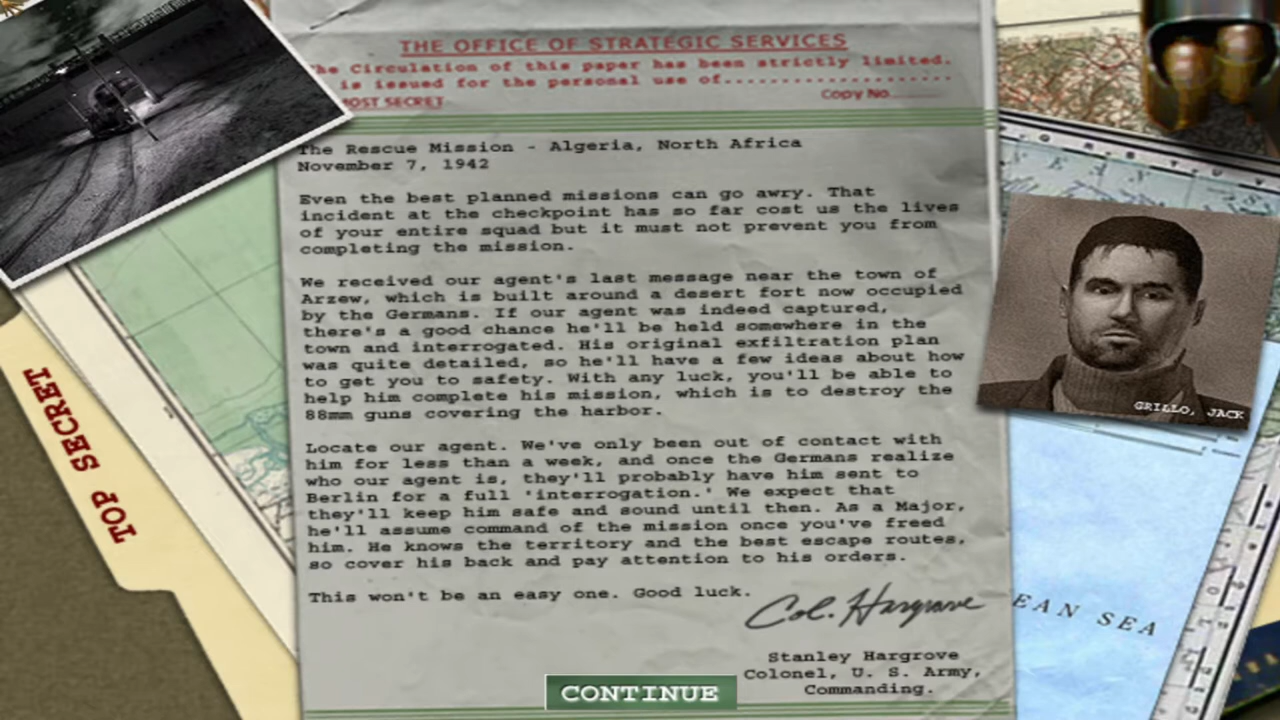 THE OFFICE OF STRATEGIC SERVICES
he Circulation of this paper has been strictly limited.
is issued for the personal use of.....................
MOST SECRET
Copy No.
The Rescue Mission - Algeria, North Africa
November 7, 1942
Even the best planned missions can go awry. That
incident at the checkpoint has so far cost us the lives
of your entire squad but it must not prevent you from
completing the mission.
We received our agent's last message near the town of
Arzew, which is built around a desert fort now occupied
by the Germans. If our agent was indeed captured,
there's a good chance he'll be held somewhere in the
town and interrogated. His original exfiltration plan
was quite detailed, so he'll have a few ideas about how
to get you to safety. With any luck, you'll be able to
help him complete his mission, which is to destroy the
88mm guns covering the harbor.
Locate our agent. We've only been out of contact with
him for less than a week, and once the Germans realize
who our agent is, they'll probably have him sent to
Berlin for a full 'interrogation.' We expect that
they'll keep him safe and sound until then. As a Major,
he'll assume command of the mission once you've freed
him. He knows the territory and the best escape routes,
so cover his back and pay attention to his orders.
This won't be an easy one. Good luck.
Col. Hargrove
Stanley Hargrove
Colonel, U. S. Army,
Commanding.
CONTINUE
TOP SECRET
GRILLO, JACK
EAN SEA